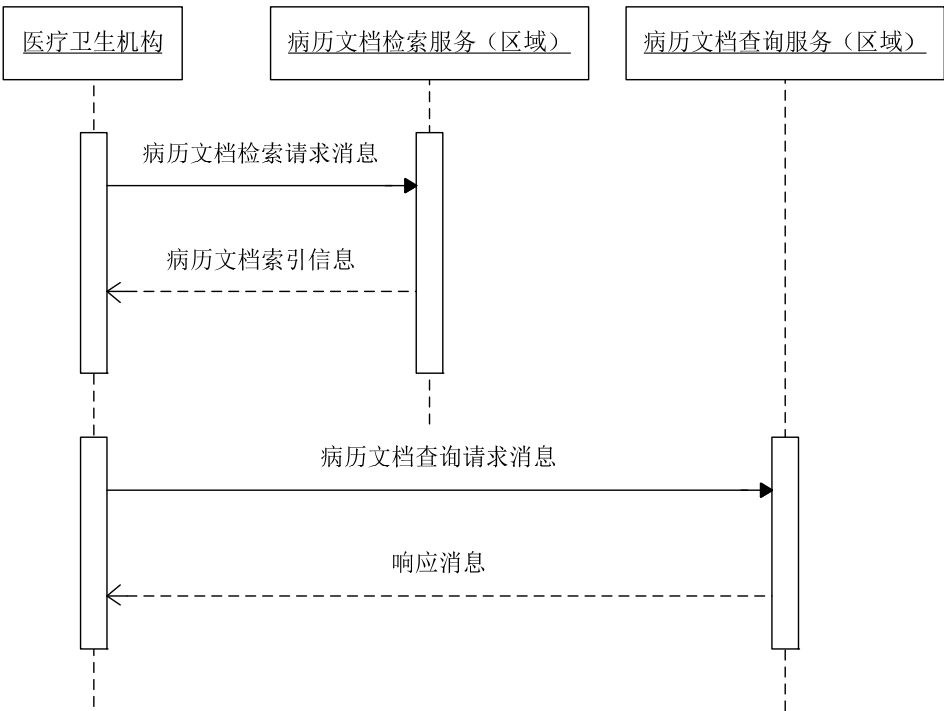 医疗卫生机构
病历文档检索服务（区域）
病历文档查询服务（区域）
病历文档检索请求消息
病历文档索引信息
病历文档查询请求消息
响应消息